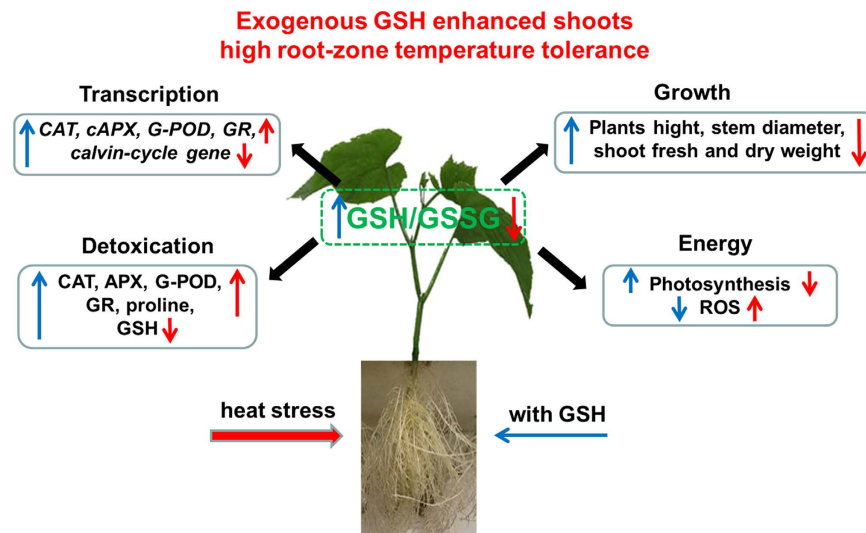 Exogenous GSH enhanced shoots
high root-zone temperature tolerance
Transcription
CAT, cAPX, G-POD, GR,
calvin-cycle gene
Growth
Plants hight, stem diameter,
shoot fresh and dry weight
GSH/GSSG
Detoxication
CAT, APX, G-POD,
GR, proline,
GSH
Energy
Photosynthesis
ROS
heat stress
with GSH